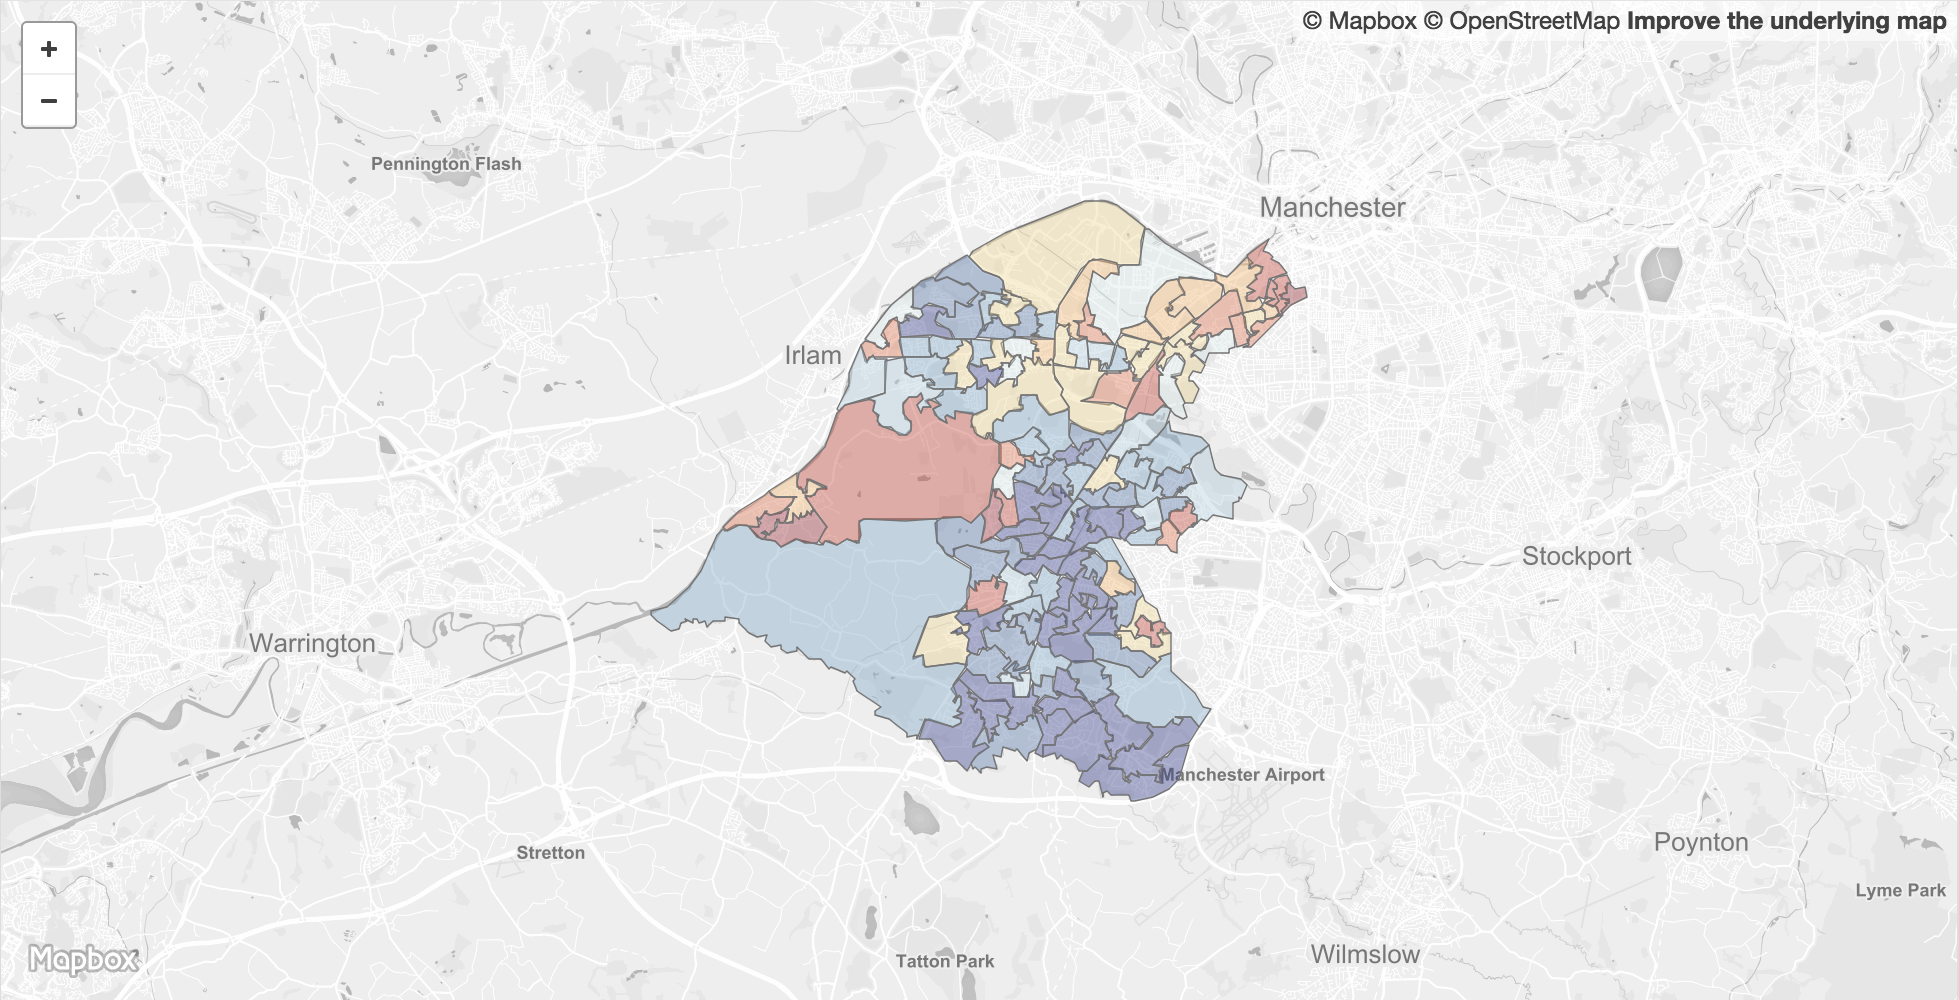 © Mapbox © OpenStreetMap Improve the underlying map
+
−
Pennington Flash
Manchester
Irlam
Stockport
Warrington
Manchester Airport
Stretton
Poynton
Lyme Park
Wilmslow
Tatton Park
Mapbox